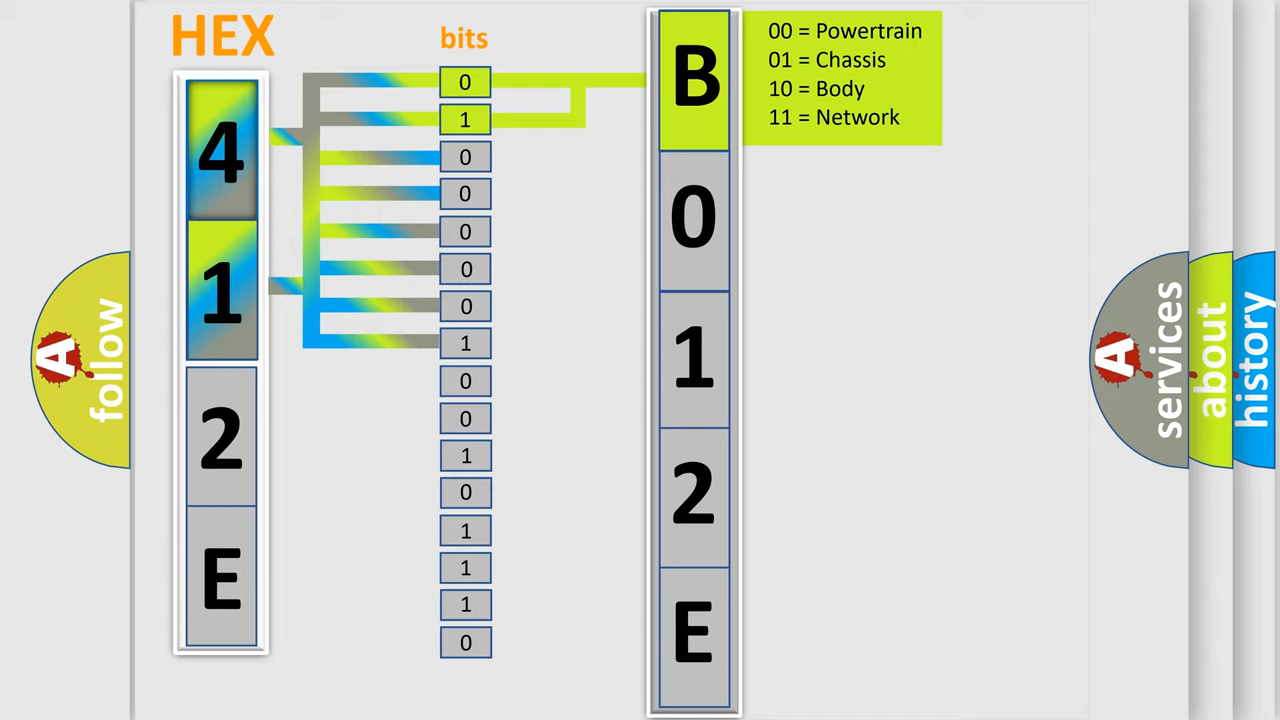 HEX
bits
4
1
2
E
0
1
0
0
0
0
0
1
0
0
1
0
1
1
1
0
B
0
1
2
E
00 = Powertrain
01 = Chassis
10 = Body
11 = Network
A
follow
A
services
about
history